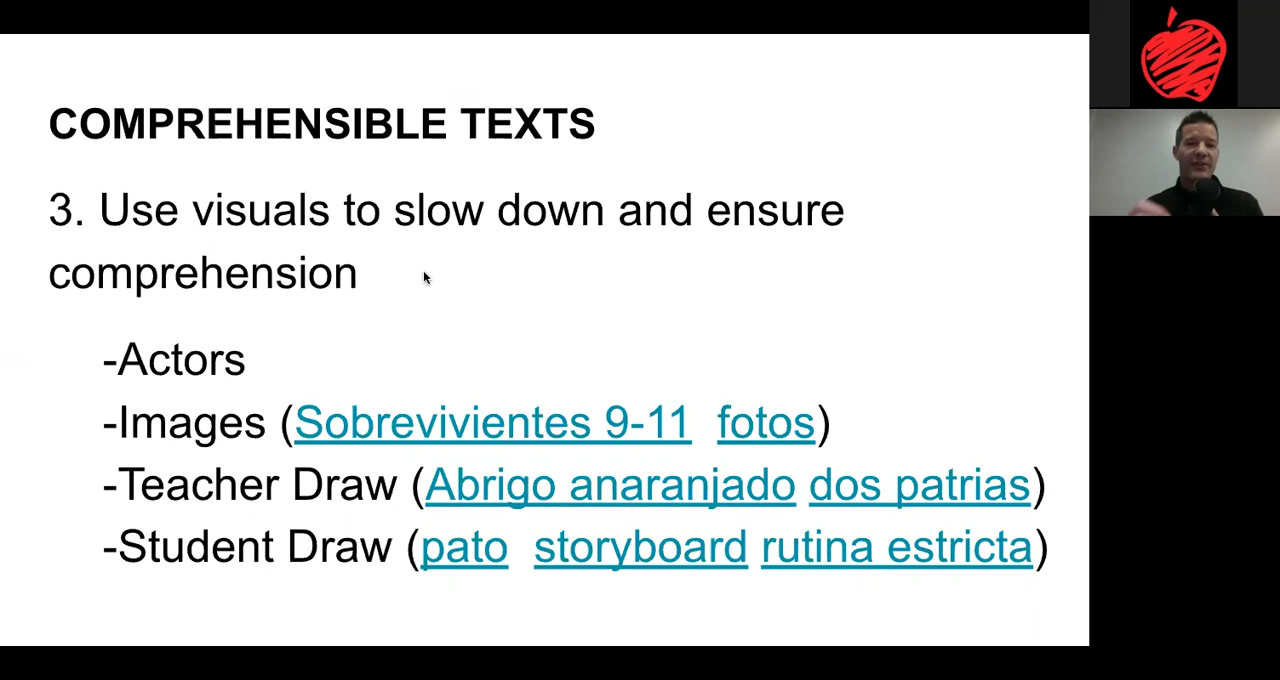 COMPREHENSIBLE TEXTS
3. Use visuals to slow down and ensure
comprehension
-Actors
-Images (Sobrevivientes 9-11 fotos)
-Teacher Draw (Abrigo anaranjado dos patrias)
-Student Draw (pato storyboard rutina estricta)